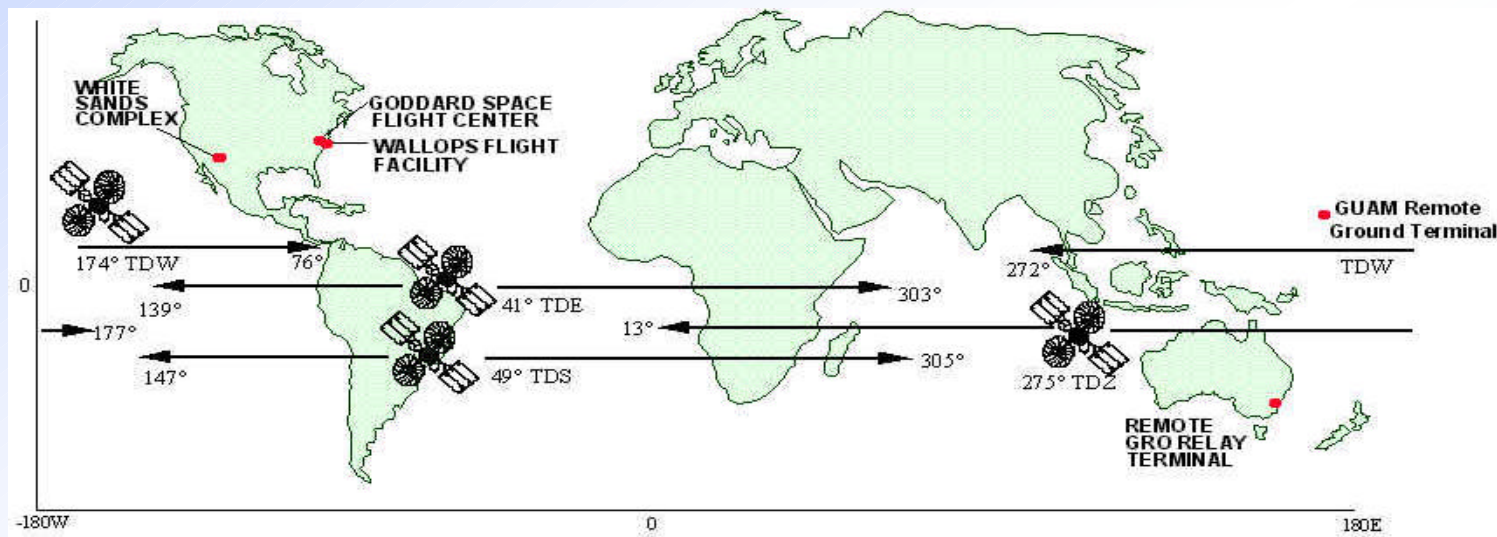 WHITE
SANDS
COMPLEX
GODDARD SPACE
FLIGHT CENTER
WALLOPS FLIGHT
FACILITY
GUAM Remote
Ground Terminal
174° TDW
76°
272°
TDW
0
139°
41° TDE
303°
177°
13°
147°
49° TDS
305°
275° TDZ
REMOTE
GRO RELAY
TERMINAL
-180W
0
180E